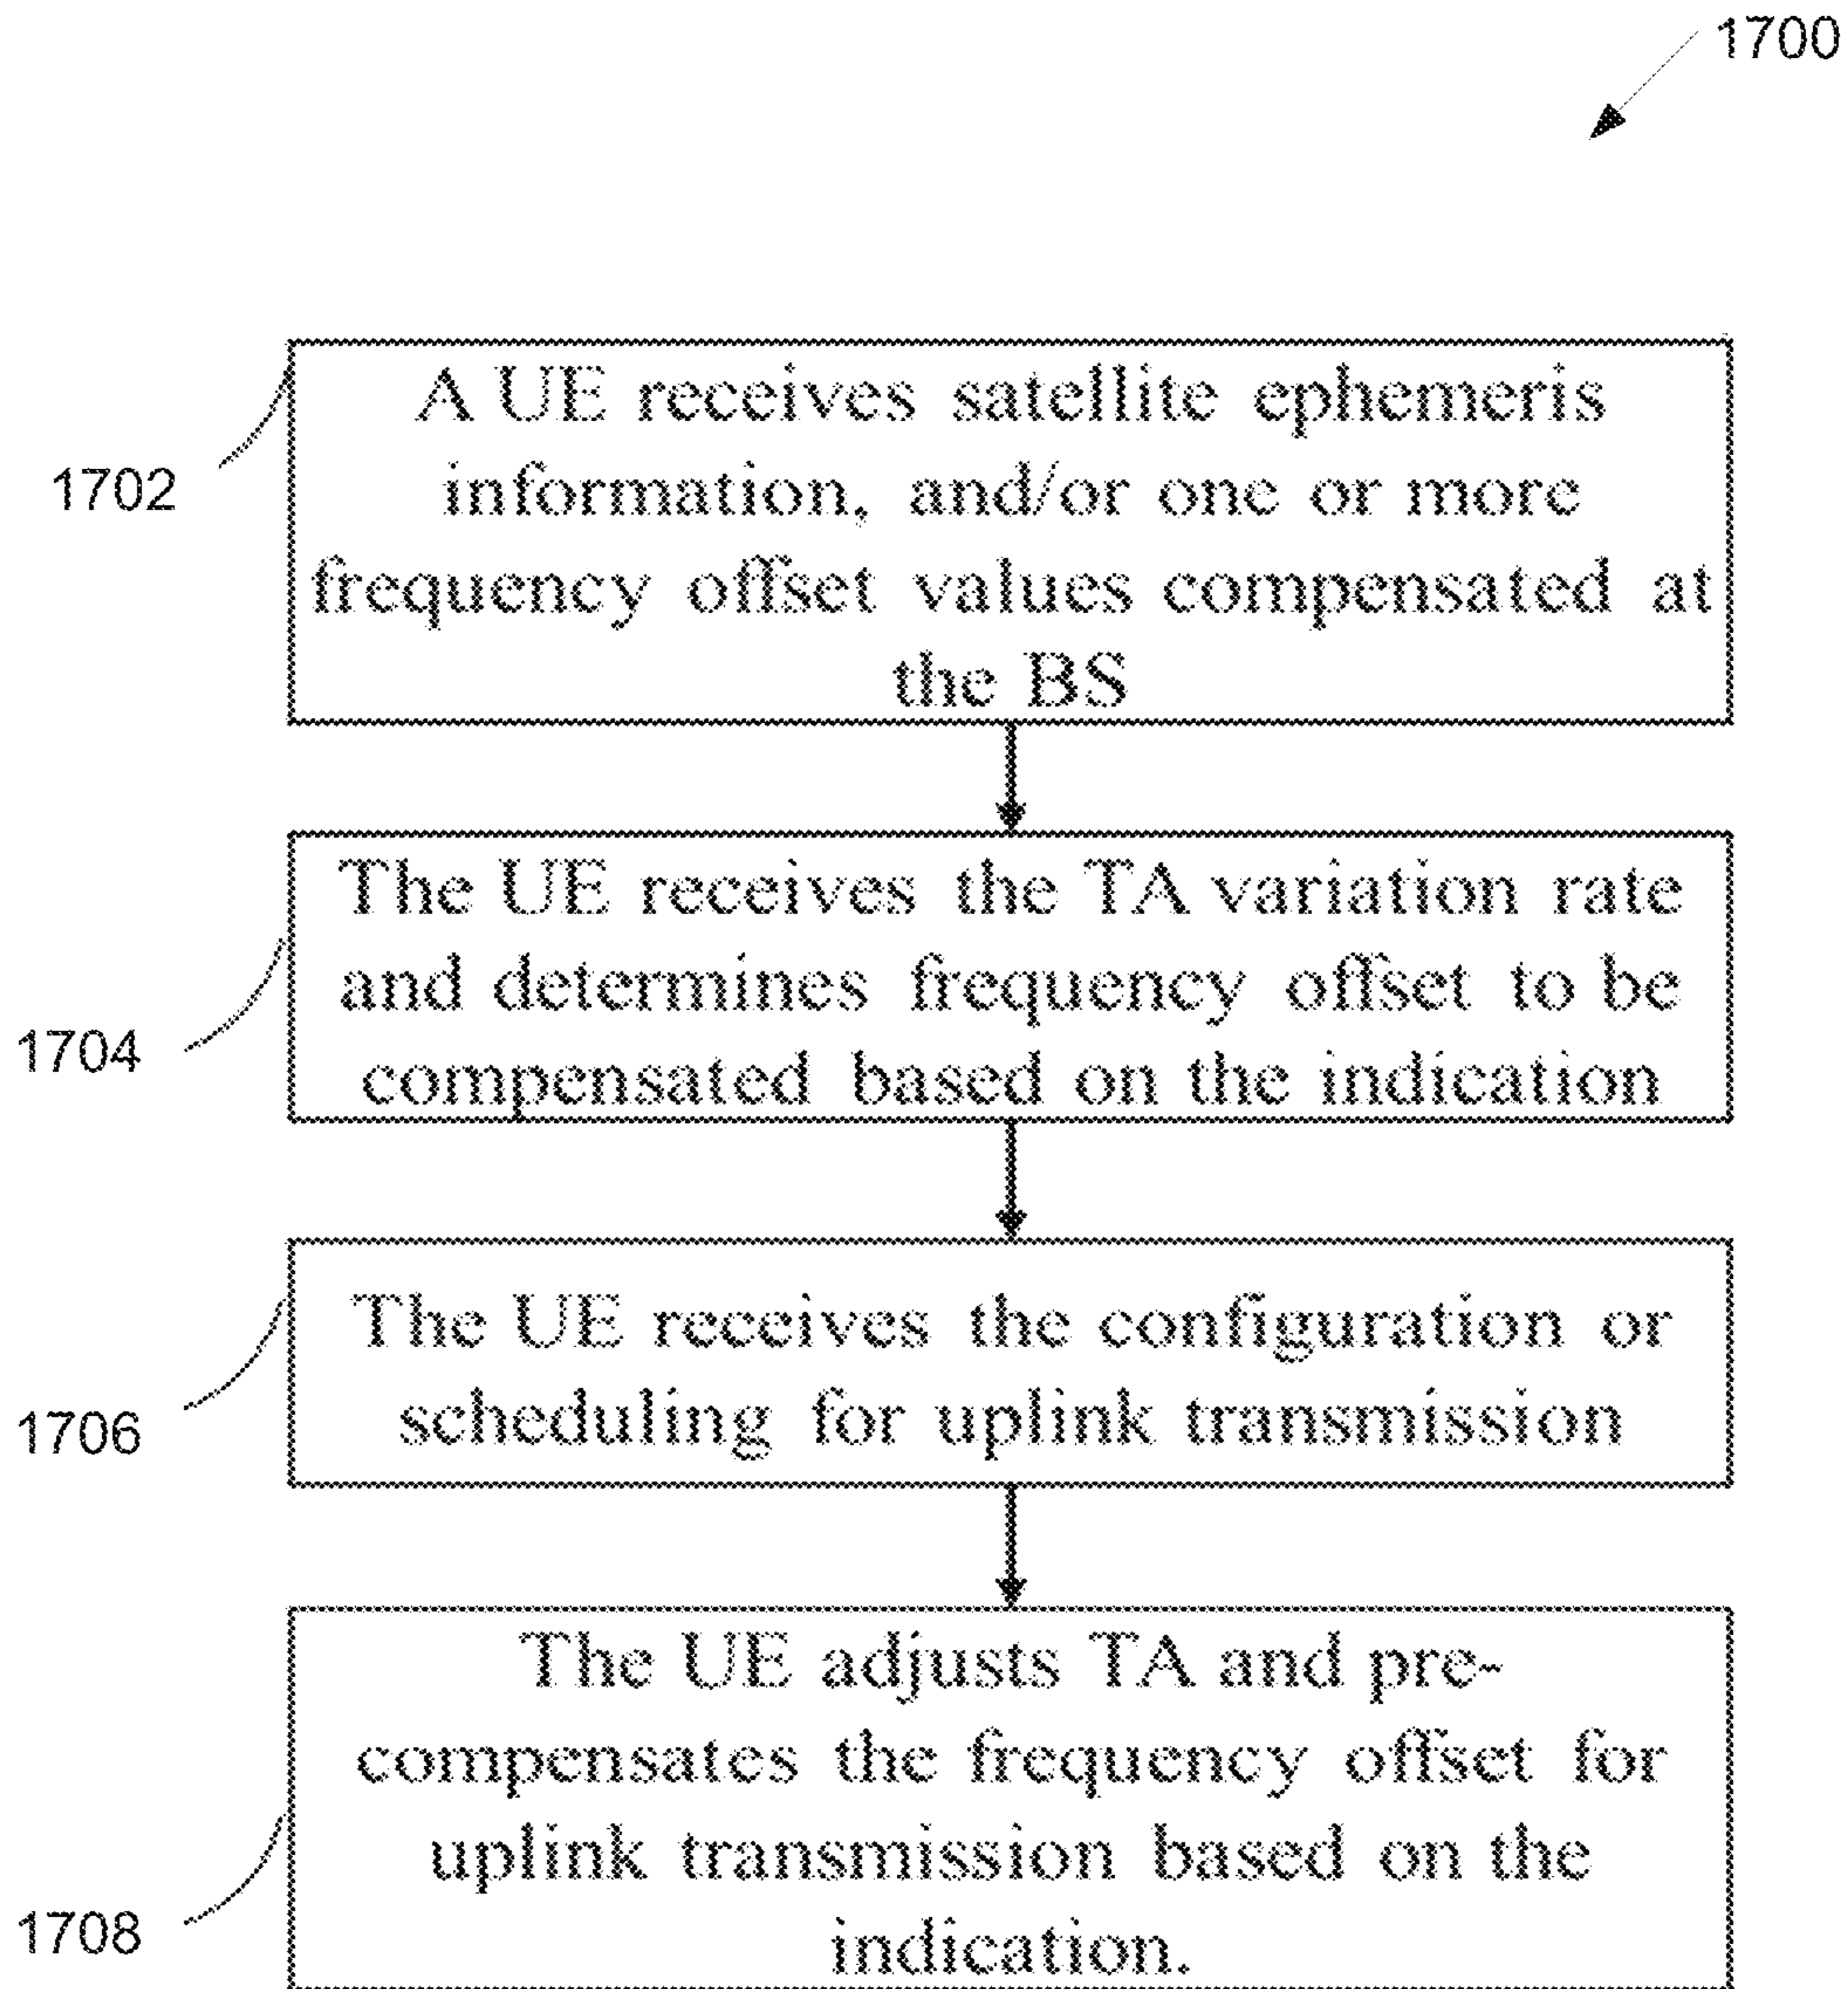 1700
1702
A UE receives satellite ephemeris
information, and/or one or more
frequency offset values compensated at
the BS
1704
The UE receives the TA variation rate
and determines frequency offset to be
compensated based on the indication
1706
The UE receives the configuration or
scheduling for uplink transmission
1708
The UE adjusts TA and pre-
compensates the frequency offset for
uplink transmission based on the
indication.